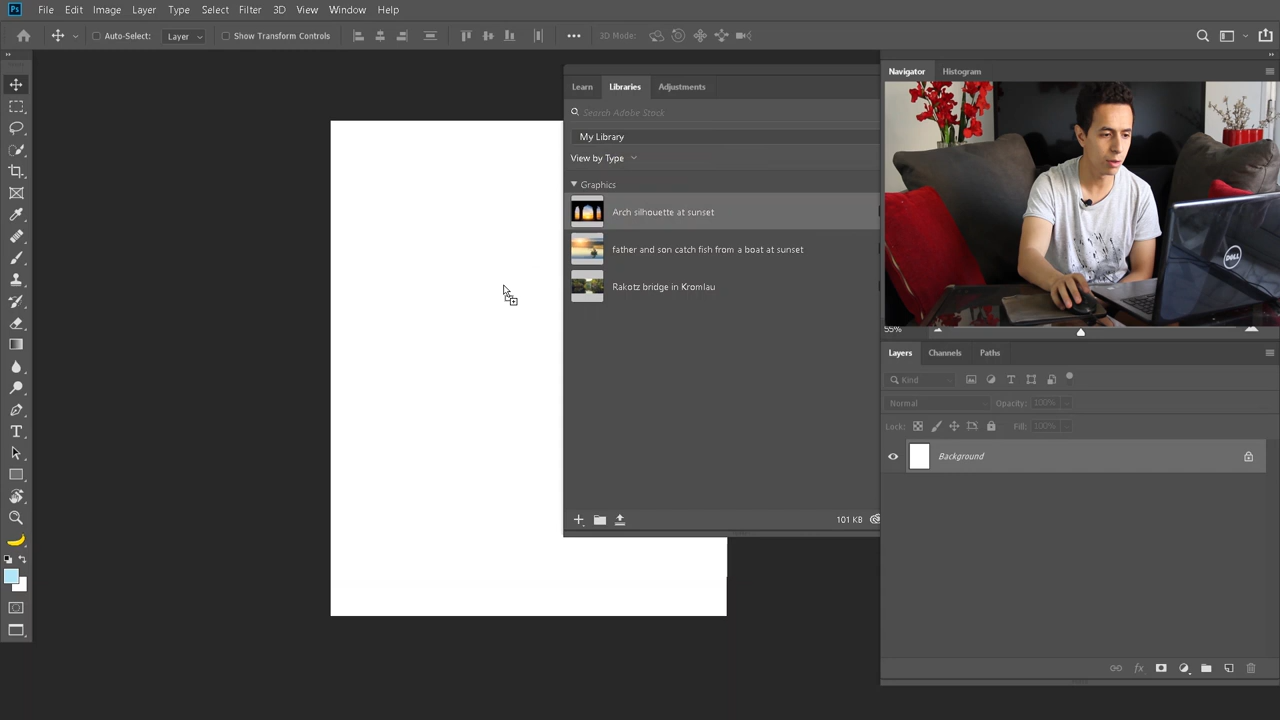 Ps File Edit Image Layer Type Select Filter 3D View Window Help
Auto-Select: Layer Show Transform Controls ••• 3D Mode:
Learn Libraries Adjustments
Search Adobe Stock
My Library
View by Type
Graphics
Arch silhouette at sunset
father and son catch fish from a boat at sunset
Rakotz bridge in Kromlau
101 KB
Navigator Histogram
DELL
55%
Layers Channels Paths
Kind
Normal Opacity: 100%
Lock: Fill: 100%
Background
fx